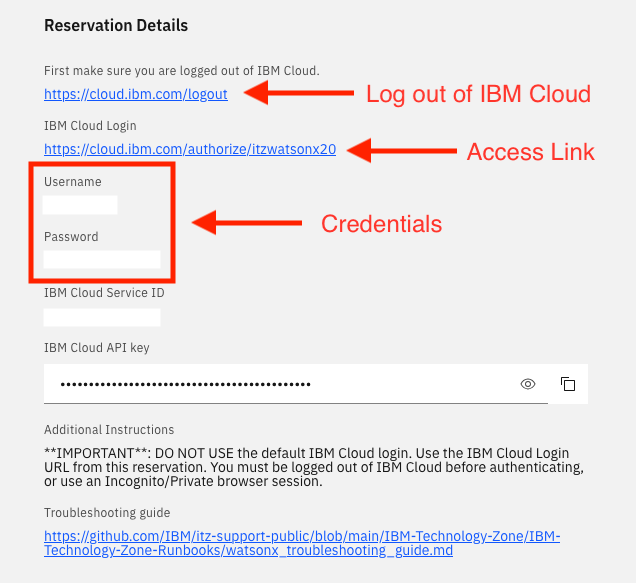 Reservation Details
First make sure you are logged out of IBM Cloud.
https://cloud.ibm.com/logout
Log out of IBM Cloud
IBM Cloud Login
https://cloud.ibm.com/authorize/itzwatsonx20
Access Link
Username
Password
Credentials
IBM Cloud Service ID
IBM Cloud API key
••••••••••••••••••••••••••••••••••••••••••••
Additional Instructions
**IMPORTANT**: DO NOT USE the default IBM Cloud login. Use the IBM Cloud Login
URL from this reservation. You must be logged out of IBM Cloud before authenticating,
or use an Incognito/Private browser session.
Troubleshooting guide
https://github.com/IBM/itz-support-public/blob/main/IBM-Technology-Zone/IBM-
Technology-Zone-Runbooks/watsonx_troubleshooting_guide.md